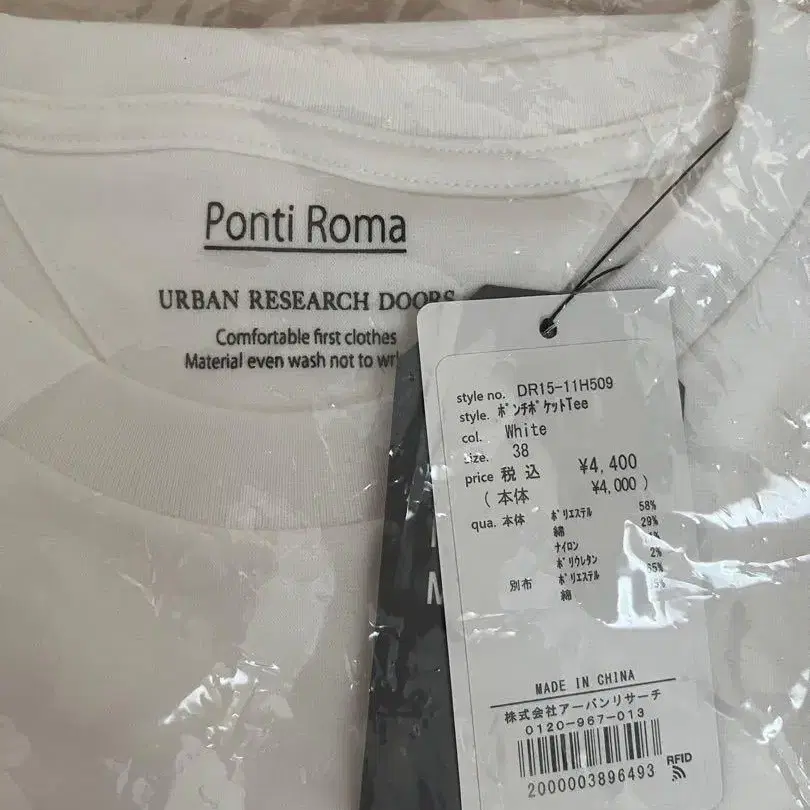 Ponti Roma
URBAN RESEARCH DOORS
Comfortable first clothes
Material even wash not to
style no. DR15-11H509
style. ﾎﾟﾝﾁﾎﾟｹｯﾄTee
col. White
size. 38
price 税込 ¥4,400
(本体 ¥4,000)
qua. 本体 ﾎﾟﾘｴｽﾃﾙ 58%
綿 29%
ﾅｲﾛﾝ
ﾎﾟﾘｳﾚﾀﾝ 2%
別布 ﾎﾟﾘｴｽﾃﾙ
綿
MADE IN CHINA
株式会社アーバンリサーチ
0120-967-013
2000003896493
RFID